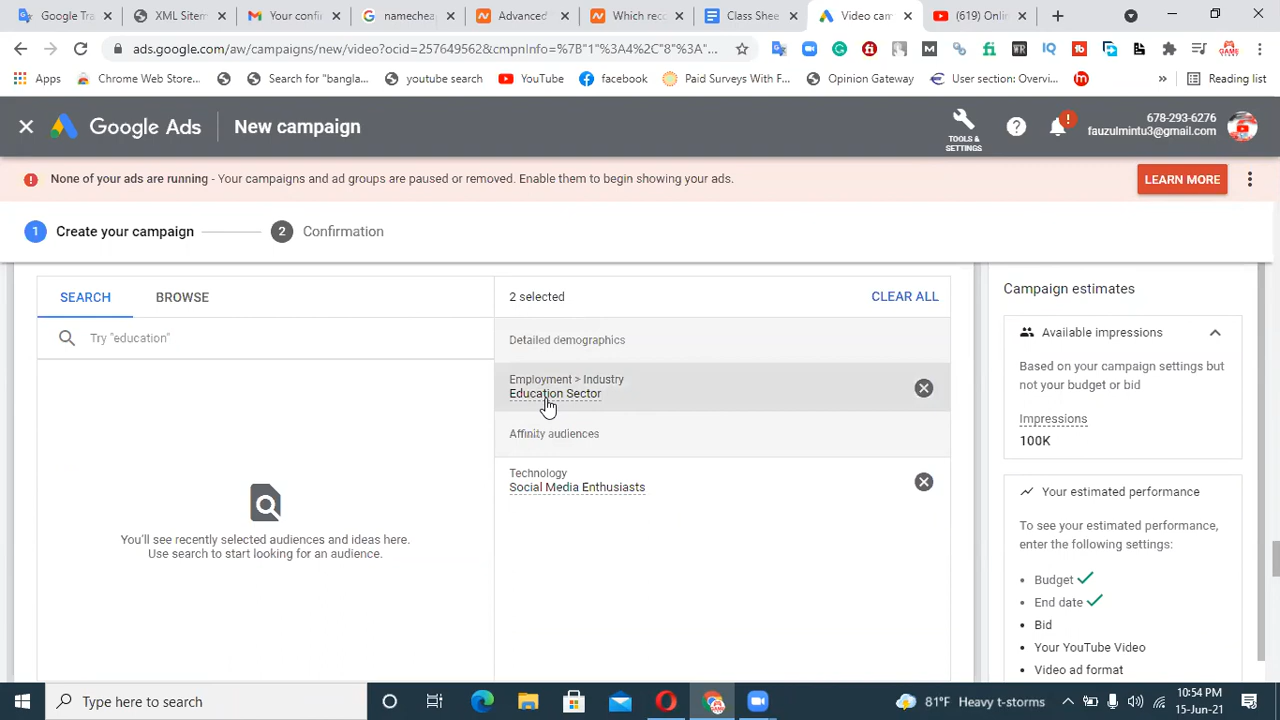 Google Tra
XML Sitem
Your confi
namechea
Advanced
Which reco
Class Shee
Video cam
(619) Onli
ads.google.com/aw/campaigns/new/video?ocid=257649562&cmpnInfo=%7B"1"%3A4%2C"8"%3A"...
Apps
Chrome Web Store...
Search for "bangla...
youtube search
YouTube
facebook
Paid Surveys With F...
Opinion Gateway
User section: Overvi...
»
Reading list
Google Ads
New campaign
TOOLS &
SETTINGS
678-293-6276
fauzulmintu3@gmail.com
None of your ads are running - Your campaigns and ad groups are paused or removed. Enable them to begin showing your ads.
LEARN MORE
1 Create your campaign
2 Confirmation
SEARCH
BROWSE
2 selected
CLEAR ALL
Try "education"
Detailed demographics
Employment > Industry
Education Sector
Affinity audiences
Technology
Social Media Enthusiasts
You'll see recently selected audiences and ideas here.
Use search to start looking for an audience.
Campaign estimates
Available impressions
Based on your campaign settings but
not your budget or bid
Impressions
100K
Your estimated performance
To see your estimated performance,
enter the following settings:
• Budget
• End date
• Bid
• Your YouTube Video
• Video ad format
Type here to search
81°F Heavy t-storms
10:54 PM
15-Jun-21